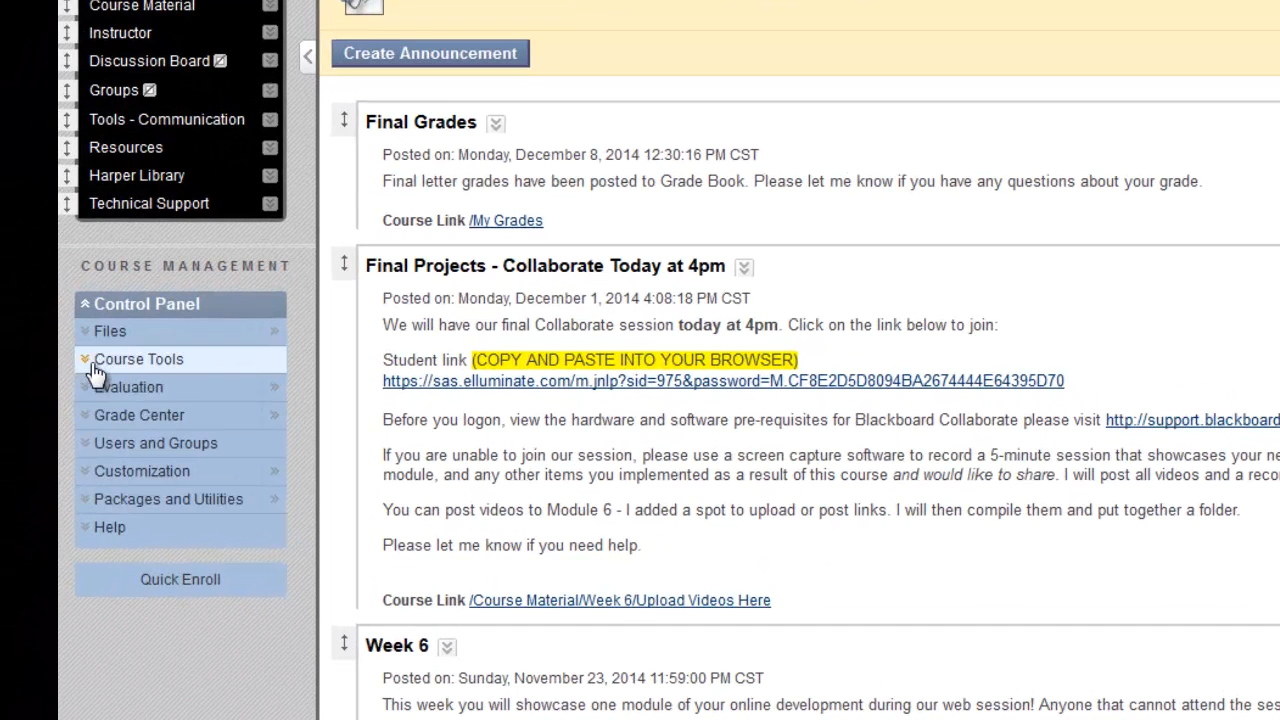 Course Material
Instructor
Discussion Board
Groups
Tools - Communication
Resources
Harper Library
Technical Support
COURSE MANAGEMENT
Control Panel
Files
Course Tools
Evaluation
Grade Center
Users and Groups
Customization
Packages and Utilities
Help
Quick Enroll
Create Announcement
Final Grades
Posted on: Monday, December 8, 2014 12:30:16 PM CST
Final letter grades have been posted to Grade Book. Please let me know if you have any questions about your grade.
Course Link /My Grades
Final Projects - Collaborate Today at 4pm
Posted on: Monday, December 1, 2014 4:08:18 PM CST
We will have our final Collaborate session today at 4pm. Click on the link below to join:
Student link (COPY AND PASTE INTO YOUR BROWSER)
https://sas.elluminate.com/m.jnlp?sid=975&password=M.CF8E2D5D8094BA2674444E64395D70
Before you logon, view the hardware and software pre-requisites for Blackboard Collaborate please visit http://support.blackboard
If you are unable to join our session, please use a screen capture software to record a 5-minute session that showcases your ne
module, and any other items you implemented as a result of this course and would like to share. I will post all videos and a reco
You can post videos to Module 6 - I added a spot to upload or post links. I will then compile them and put together a folder.
Please let me know if you need help.
Course Link /Course Material/Week 6/Upload Videos Here
Week 6
Posted on: Sunday, November 23, 2014 11:59:00 PM CST
This week you will showcase one module of your online development during our web session! Anyone that cannot attend the ses